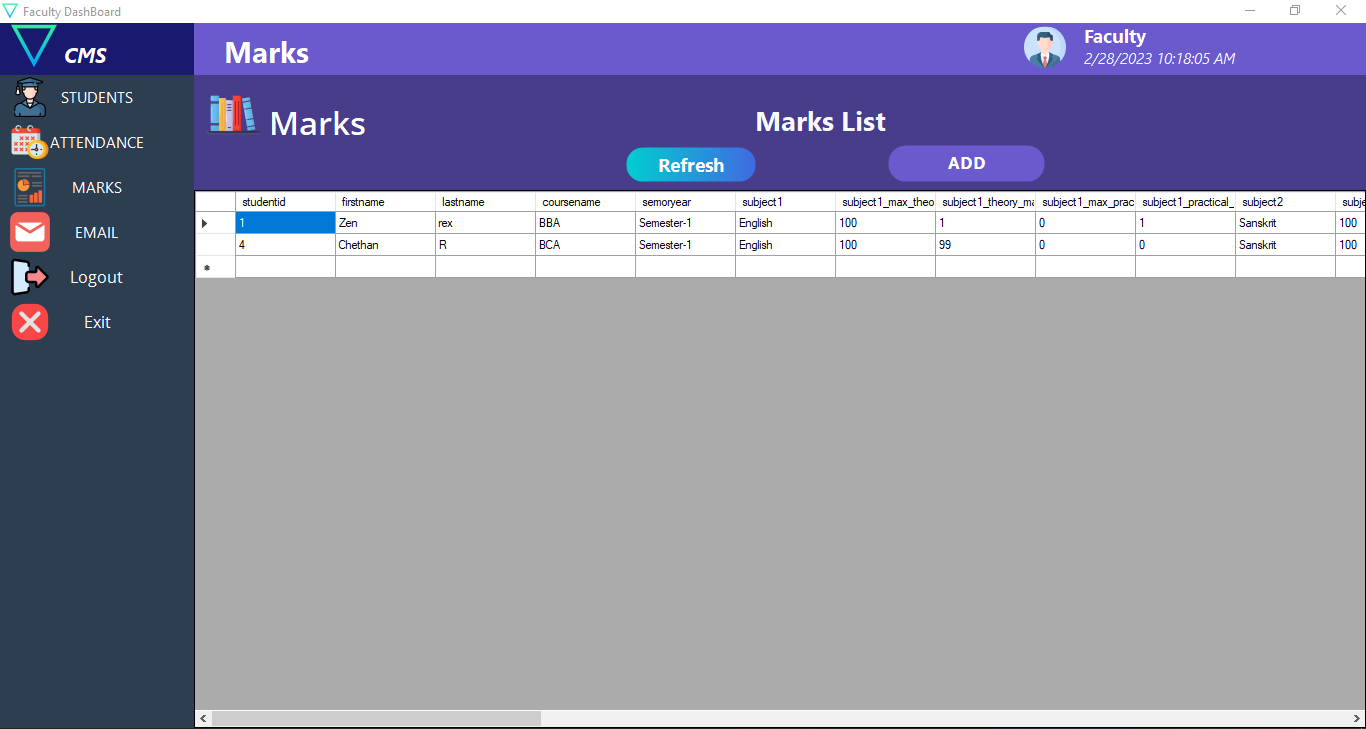 Faculty DashBoard
CMS
Marks
Faculty
2/28/2023 10:18:05 AM
STUDENTS
ATTENDANCE
MARKS
EMAIL
Logout
Exit
Marks
Marks List
Refresh
ADD
studentid firstname lastname coursename semoryear subject1 subject1_max_theo subject1_theory_ma subject1_max_prac subject1_practical_ subject2 subje
1 Zen rex BBA Semester-1 English 100 1 0 1 Sanskrit 100
4 Chethan R BCA Semester-1 English 100 99 0 0 Sanskrit 100